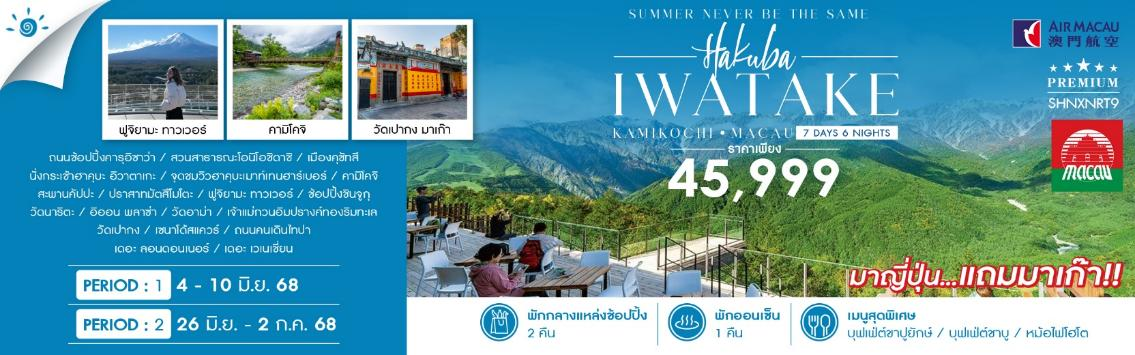 ฟูจิยามะ ทาวเวอร์
คามิโคจิ
วัดเปากง มาเก๊า
ถนนช้อปปิ้งคารุอิซาว่า / สวนสาธารณะโอนิโอชิดาชิ / เมืองคุซัทสึ
นั่งกระเช้าฮาคุบะ อิวาตาเกะ / จุดชมวิวฮาคุบะเมาท์เทนฮาร์เบอร์ / คามิโคจิ
สะพานคัปปะ / ปราสาทมัตสึโมโตะ / ฟูจิยามะ ทาวเวอร์ / ช้อปปิ้งชินจูกุ
วัดนาริตะ / อิออน พลาซ่า / วัดอาม่า / เจ้าแม่กวนอิมปรางค์ทองริมทะเล
วัดเปากง / เซนาโด้สแควร์ / ถนนคนเดินไทปา
เดอะ ลอนดอนเนอร์ / เดอะ เวเนเชี่ยน
PERIOD : 1 4 - 10 มิ.ย. 68
PERIOD : 2 26 มิ.ย. - 2 ก.ค. 68
SUMMER NEVER BE THE SAME
Hakuba
IWATAKE
KAMIKOCHI • MACAU 7 DAYS 6 NIGHTS
ราคาเพียง
45,999
AIR MACAU
澳門航空
PREMIUM
SHNXNRT9
macau
มาญี่ปุ่น...แถมมาเก๊า!!
พักกลางแหล่งช้อปปิ้ง
2 คืน
พักออนเซ็น
1 คืน
เมนูสุดพิเศษ
บุฟเฟ่ต์ขาปูยักษ์ / บุฟเฟ่ต์ชาบู / หม้อไฟโฮโต